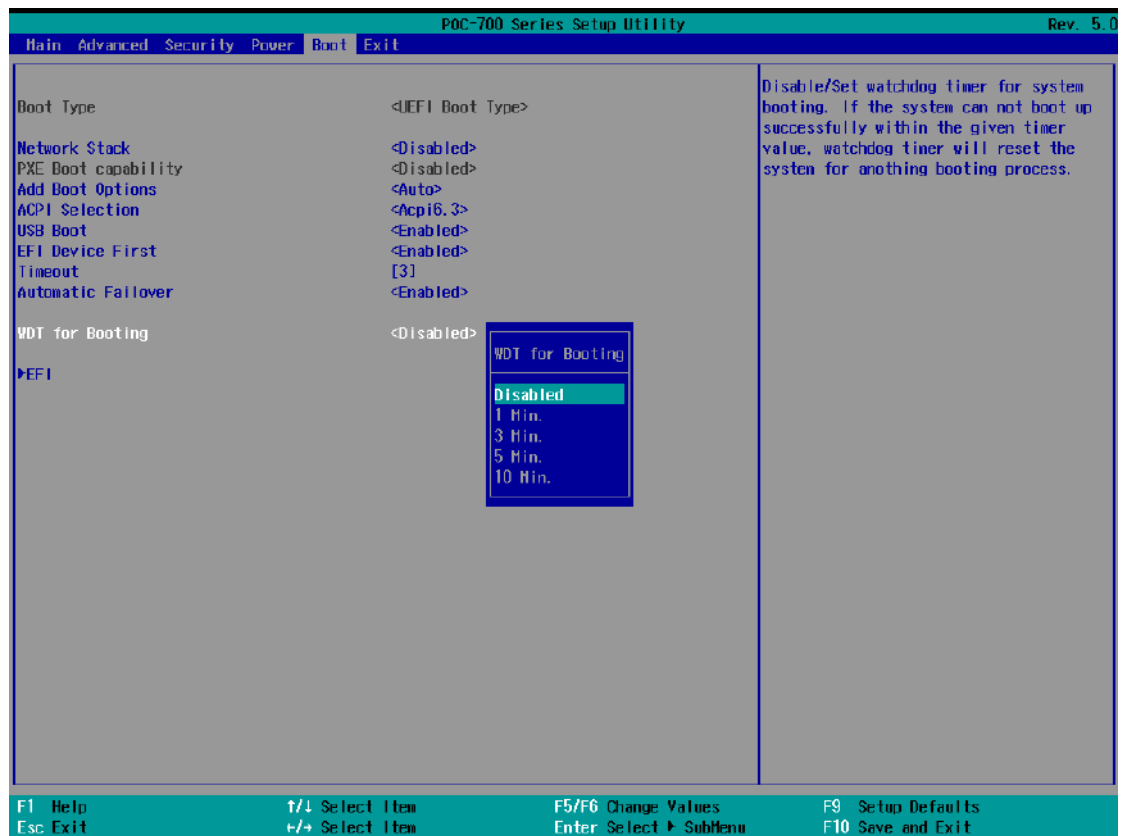 POC-700 Series Setup Utility Rev. 5.0
Main Advanced Security Power Boot Exit
Boot Type <UEFI Boot Type>
Network Stack <Disabled>
PXE Boot capability <Disabled>
Add Boot Options <Auto>
ACPI Selection <Acpi6.3>
USB Boot <Enabled>
EFI Device First <Enabled>
Timeout [3]
Automatic Failover <Enabled>
WDT for Booting <Disabled>
▶EFI
WDT for Booting
Disabled
1 Min.
3 Min.
5 Min.
10 Min.
Disable/Set watchdog timer for system
booting. If the system can not boot up
successfully within the given timer
value, watchdog timer will reset the
system for anothing booting process.
F1 Help ↑/↓ Select Item F5/F6 Change Values F9 Setup Defaults
Esc Exit ←/→ Select Item Enter Select ▶ SubMenu F10 Save and Exit